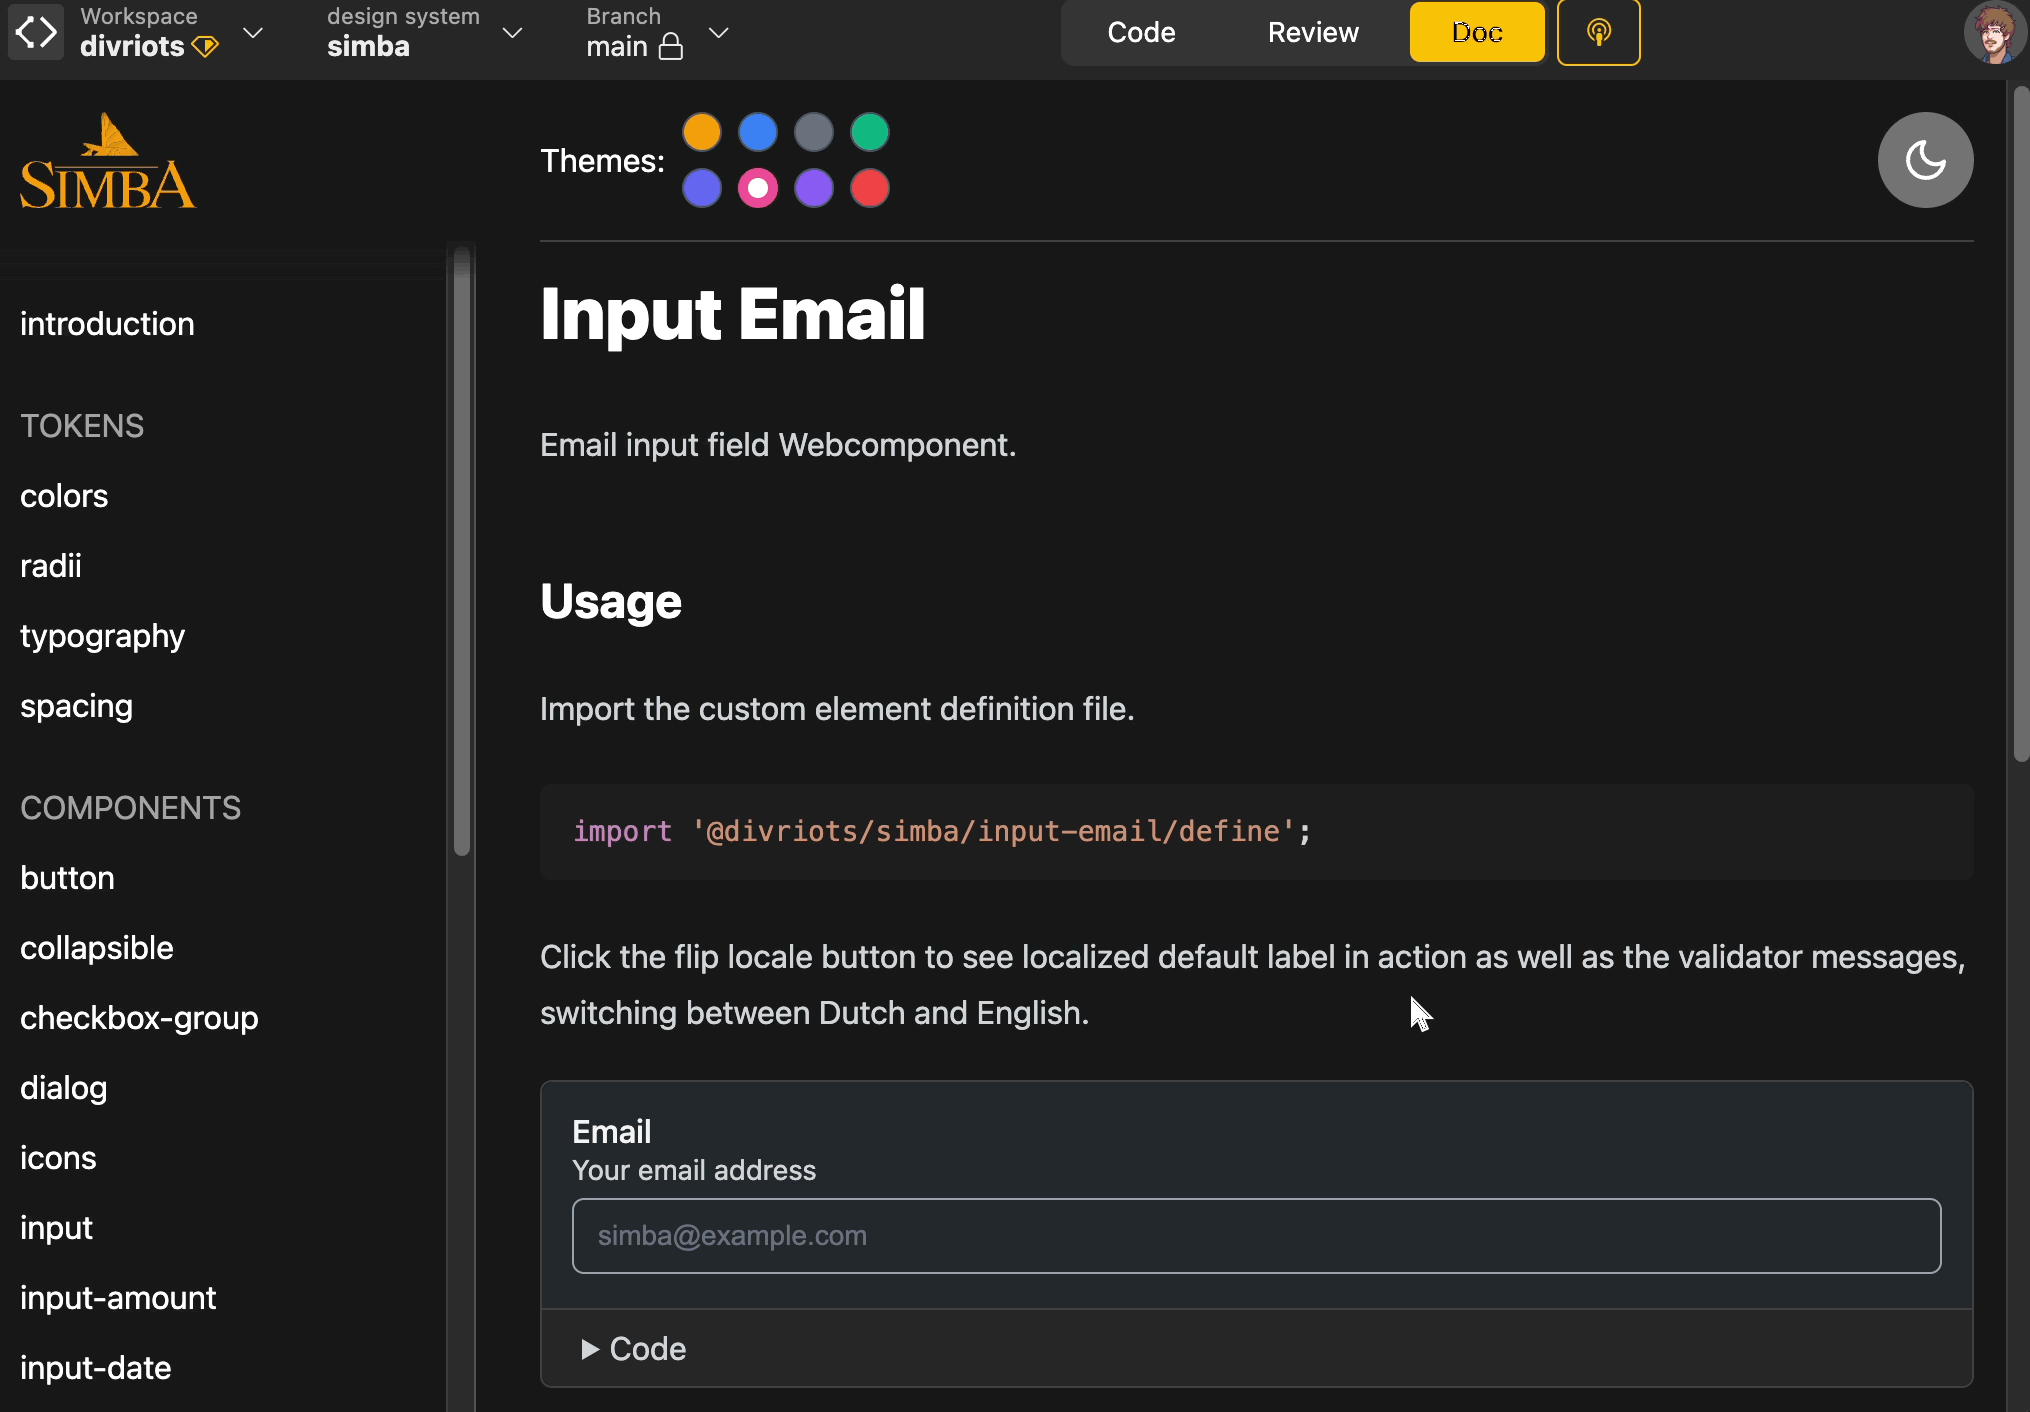 Workspace
divriots
design system
simba
Branch
main
Code
Review
Doc
SIMBA
Themes:
introduction
TOKENS
colors
radii
typography
spacing
COMPONENTS
button
collapsible
checkbox-group
dialog
icons
input
input-amount
input-date
Input Email
Email input field Webcomponent.
Usage
Import the custom element definition file.
import '@divriots/simba/input-email/define';
Click the flip locale button to see localized default label in action as well as the validator messages,
switching between Dutch and English.
Email
Your email address
simba@example.com
Code